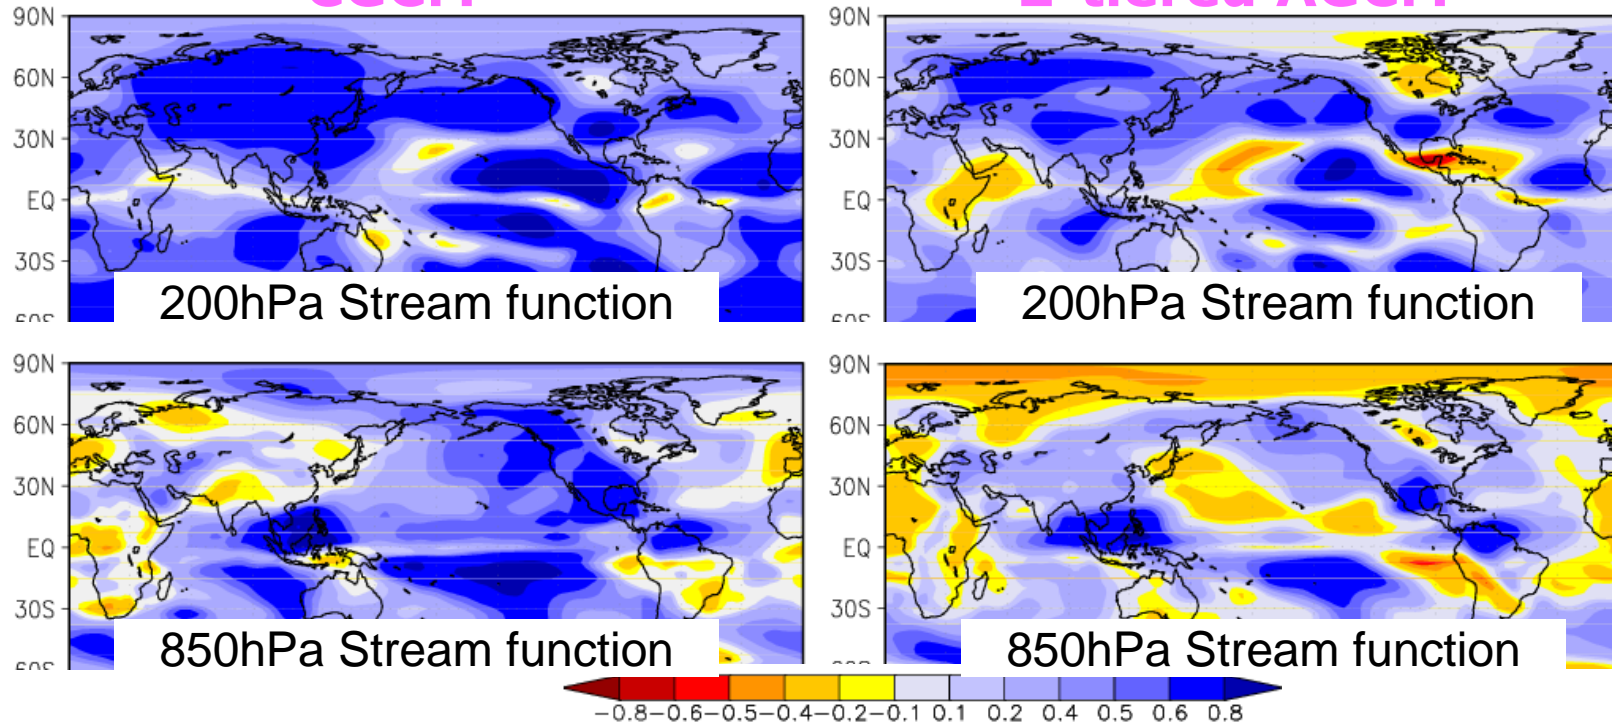 90N
60N
30N
EQ
30S
200hPa Stream function
90N
60N
30N
EQ
30S
200hPa Stream function
90N
60N
30N
EQ
30S
850hPa Stream function
90N
60N
30N
EQ
30S
850hPa Stream function
-0.8 -0.6 -0.5 -0.4 -0.2 -0.1 0.1 0.2 0.4 0.5 0.6 0.8